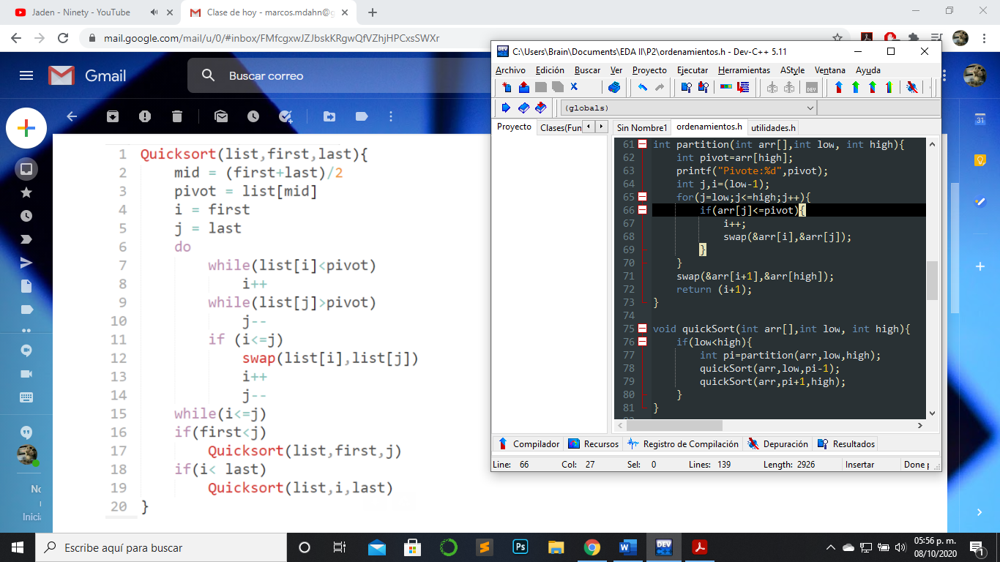 Jaden - Ninety - YouTube
Clase de hoy - marcos.mdahn@g
mail.google.com/mail/u/0/#inbox/FMfcgxwJZJbskKRgwQfVZhjHPCxsSWXr
Gmail
Buscar correo
1 Quicksort(list,first,last){
2 mid = (first+last)/2
3 pivot = list[mid]
4 i = first
5 j = last
6 do
7 while(list[i]<pivot)
8 i++
9 while(list[j]>pivot)
10 j--
11 if (i<=j)
12 swap(list[i],list[j])
13 i++
14 j--
15 while(i<=j)
16 if(first<j)
17 Quicksort(list,first,j)
18 if(i< last)
19 Quicksort(list,i,last)
20 }
No
Inicia
31
C:\Users\Brain\Documents\EDA II\P2\ordenamientos.h - Dev-C++ 5.11
Archivo Edición Buscar Ver Proyecto Ejecutar Herramientas AStyle Ventana Ayuda
(globals)
Proyecto Clases(Fun
Sin Nombre1 ordenamientos.h utilidades.h
61 int partition(int arr[],int low, int high){
62 int pivot=arr[high];
63 printf("Pivote:%d",pivot);
64 int j,i=(low-1);
65 for(j=low;j<=high;j++){
66 if(arr[j]<=pivot){
67 i++;
68 swap(&arr[i],&arr[j]);
69 }
70 }
71 swap(&arr[i+1],&arr[high]);
72 return (i+1);
73 }
74
75 void quickSort(int arr[],int low, int high){
76 if(low<high){
77 int pi=partition(arr,low,high);
78 quickSort(arr,low,pi-1);
79 quickSort(arr,pi+1,high);
80 }
81 }
Compilador Recursos Registro de Compilación Depuración Resultados
Line: 66 Col: 27 Sel: 0 Lines: 139 Length: 2926 Insertar Done p
Escribe aquí para buscar
Ps
W
DEV
05:56 p. m.
08/10/2020
1